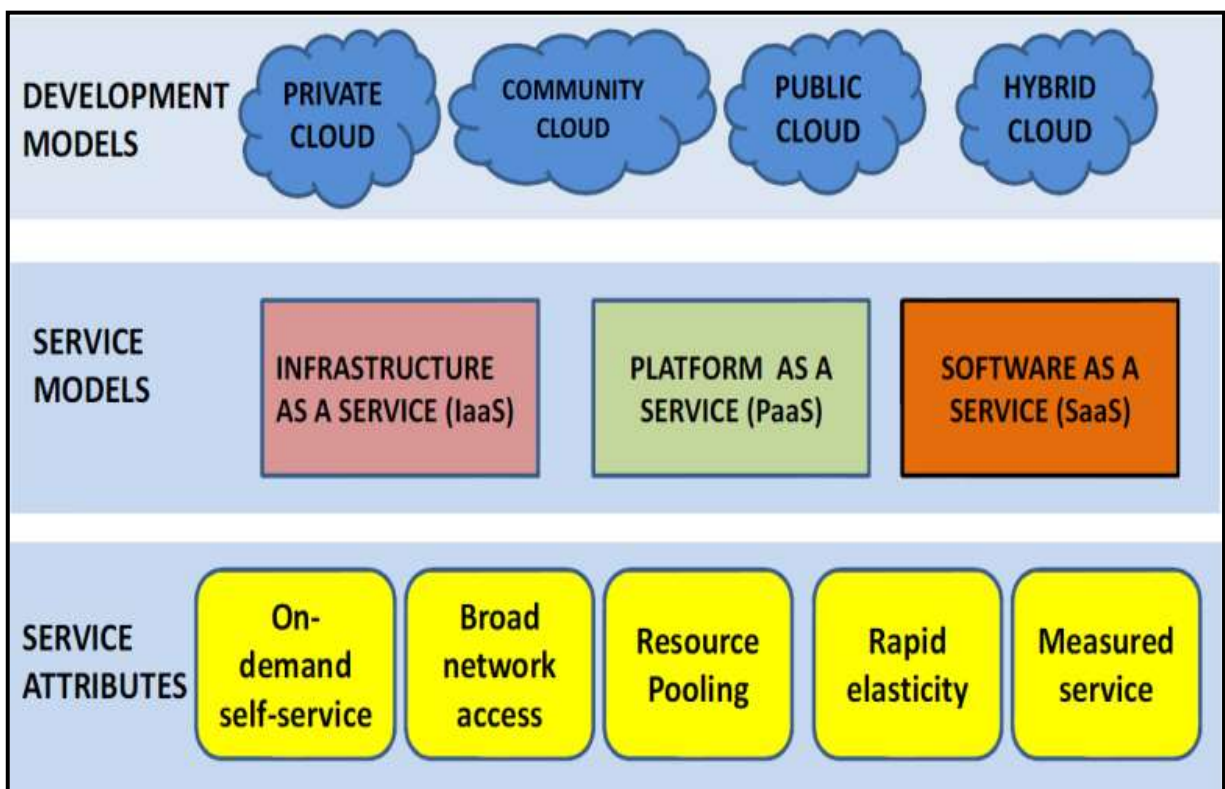 DEVELOPMENT
MODELS
PRIVATE
CLOUD
COMMUNITY
CLOUD
PUBLIC
CLOUD
HYBRID
CLOUD
SERVICE
MODELS
INFRASTRUCTURE
AS A SERVICE (IaaS)
PLATFORM AS A
SERVICE (PaaS)
SOFTWARE AS A
SERVICE (SaaS)
SERVICE
ATTRIBUTES
On-
demand
self-service
Broad
network
access
Resource
Pooling
Rapid
elasticity
Measured
service